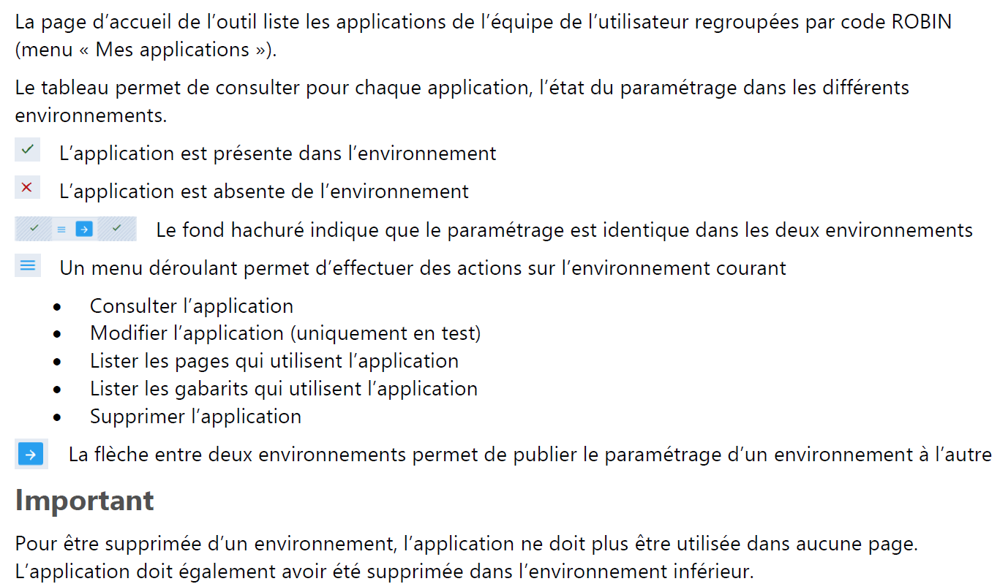 La page d’accueil de l’outil liste les applications de l’équipe de l’utilisateur regroupées par code ROBIN
(menu « Mes applications »).
Le tableau permet de consulter pour chaque application, l’état du paramétrage dans les différents
environnements.
L’application est présente dans l’environnement
L’application est absente de l’environnement
Le fond hachuré indique que le paramétrage est identique dans les deux environnements
Un menu déroulant permet d’effectuer des actions sur l’environnement courant
• Consulter l’application
• Modifier l’application (uniquement en test)
• Lister les pages qui utilisent l’application
• Lister les gabarits qui utilisent l’application
• Supprimer l’application
La flèche entre deux environnements permet de publier le paramétrage d’un environnement à l’autre
Important
Pour être supprimée d’un environnement, l’application ne doit plus être utilisée dans aucune page.
L’application doit également avoir été supprimée dans l’environnement inférieur.